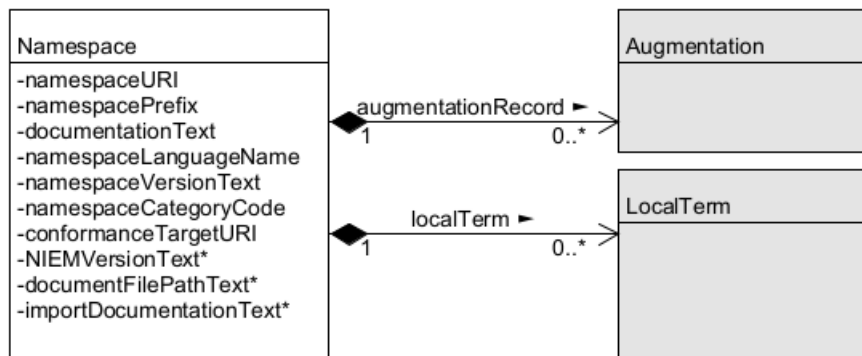 Namespace
-namespaceURI
-namespacePrefix
-documentationText
-namespaceLanguageName
-namespaceVersionText
-namespaceCategoryCode
-conformanceTargetURI
-NIEMVersionText*
-documentFilePathText*
-importDocumentationText*
augmentationRecord ►
1 0..*
localTerm ►
1 0..*
Augmentation
LocalTerm